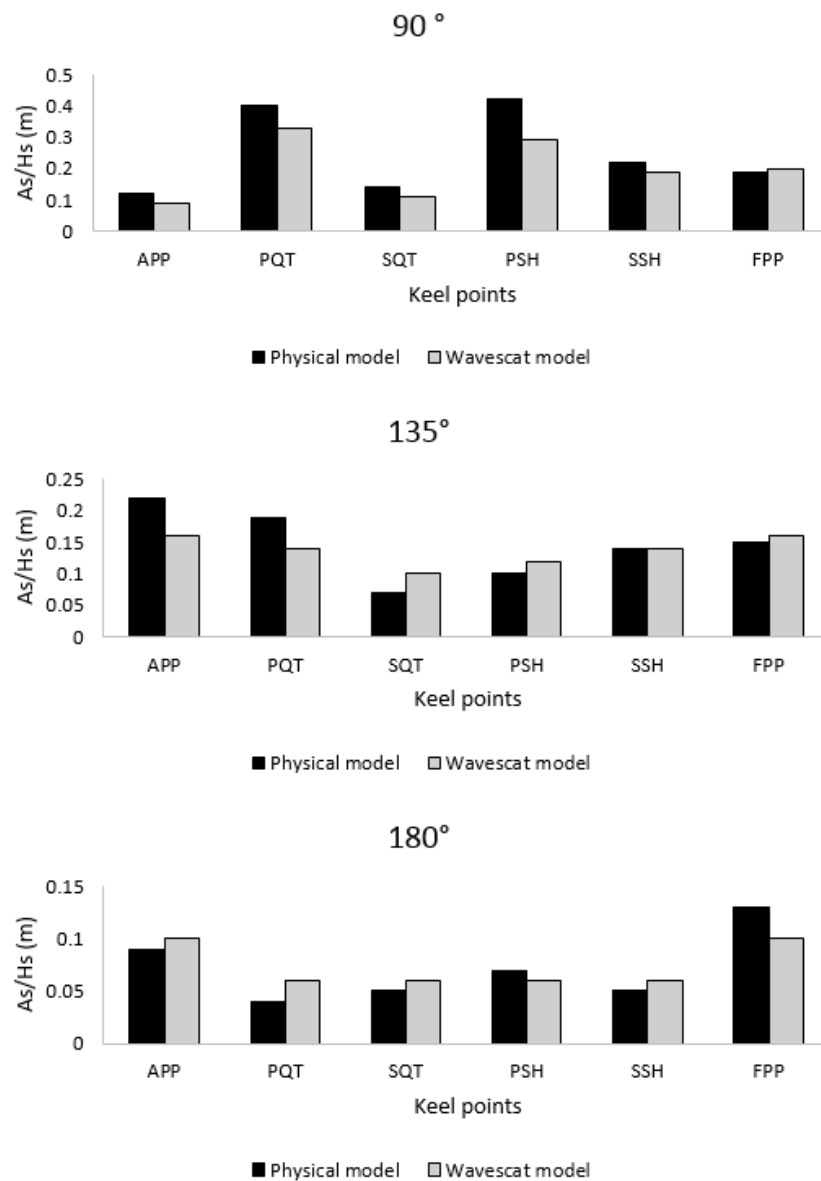 90 °
0.5
0.4
0.3
0.2
0.1
0
As/Hs (m)
APP PQT SQT PSH SSH FPP
Keel points
Physical model Wavescat model
135°
0.25
0.2
0.15
0.1
0.05
0
As/Hs (m)
APP PQT SQT PSH SSH FPP
Keel points
Physical model Wavescat model
180°
0.15
0.1
0.05
0
As/Hs (m)
APP PQT SQT PSH SSH FPP
Keel points
Physical model Wavescat model